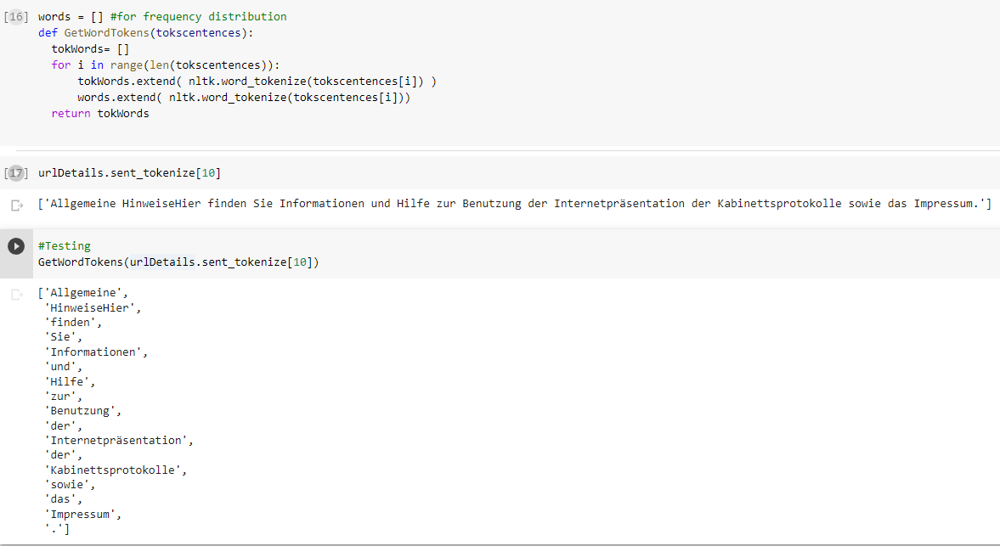 [16] words = [] #for frequency distribution
def GetWordTokens(tokscentences):
tokWords= []
for i in range(len(tokscentences)):
tokWords.extend( nltk.word_tokenize(tokscentences[i]) )
words.extend( nltk.word_tokenize(tokscentences[i]))
return tokWords
[17] urlDetails.sent_tokenize[10]
['Allgemeine HinweiseHier finden Sie Informationen und Hilfe zur Benutzung der Internetpräsentation der Kabinettsprotokolle sowie das Impressum.']
#Testing
GetWordTokens(urlDetails.sent_tokenize[10])
['Allgemeine',
'HinweiseHier',
'finden',
'Sie',
'Informationen',
'und',
'Hilfe',
'zur',
'Benutzung',
'der',
'Internetpräsentation',
'der',
'Kabinettsprotokolle',
'sowie',
'das',
'Impressum',
'.']